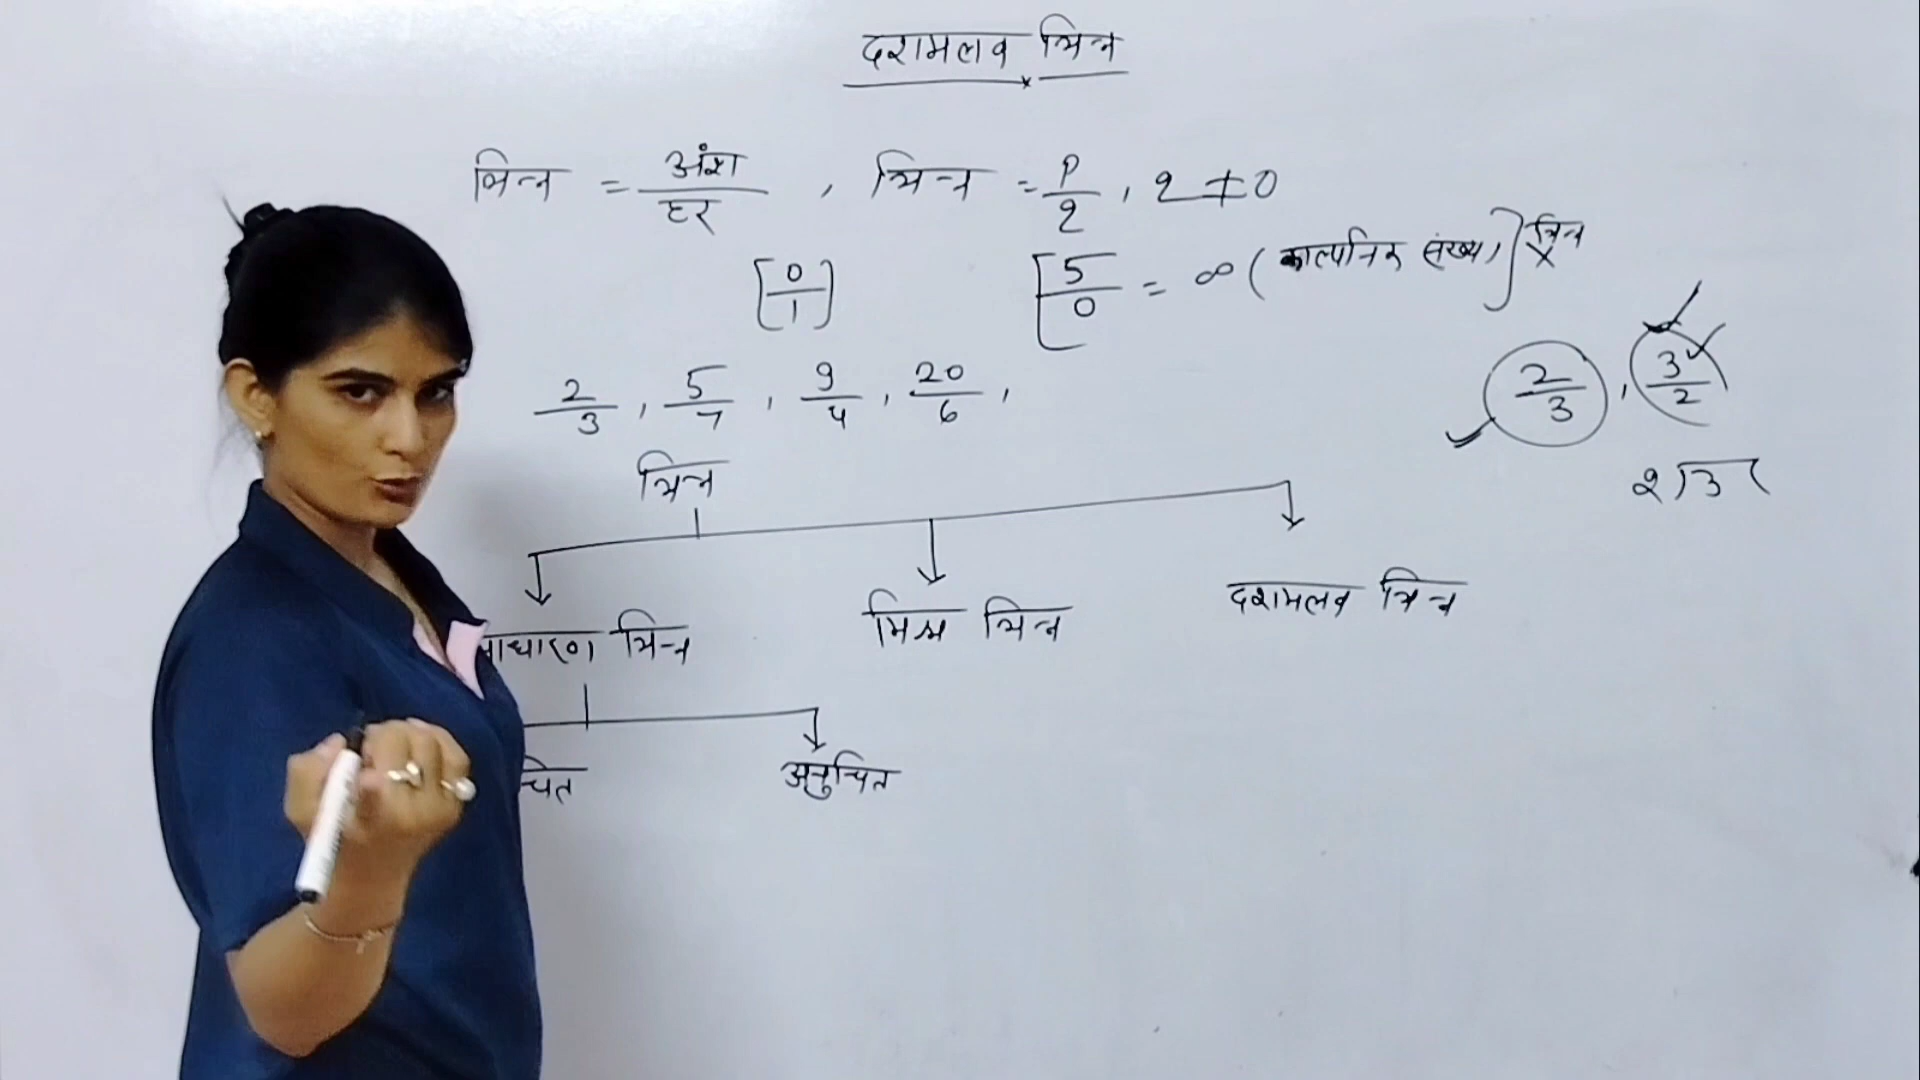 दशमलव भिन्न
भिन्न = अंश/हर , भिन्न = P/q , q ≠ 0
[0/1] [5/0 = ∞ (काल्पनिक संख्या)] भिन्न ×
2/3 , 5/7 , 9/4 , 20/6 ,
2/3 , 3/2
2)3(
भिन्न
साधारण भिन्न मिश्र भिन्न दशमलव भिन्न
चित अनुचित